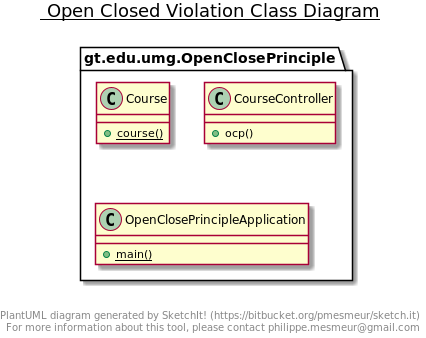 Open Closed Violation Class Diagram
gt.edu.umg.OpenClosePrinciple
C Course
course()
C CourseController
ocp()
C OpenClosePrincipleApplication
main()
PlantUML diagram generated by SketchIt! (https://bitbucket.org/pmesmeur/sketch.it)
For more information about this tool, please contact philippe.mesmeur@gmail.com